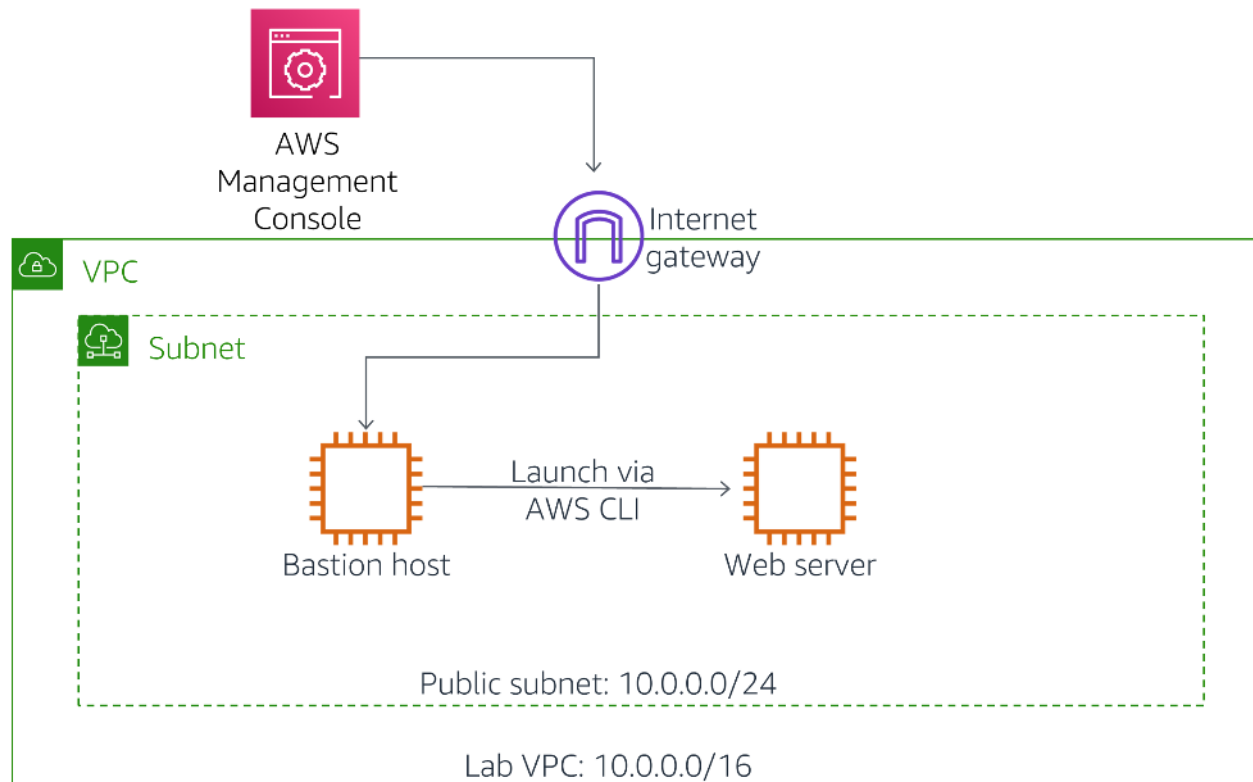 AWS
Management
Console
Internet
gateway
VPC
Subnet
Launch via
AWS CLI
Bastion host
Web server
Public subnet: 10.0.0.0/24
Lab VPC: 10.0.0.0/16